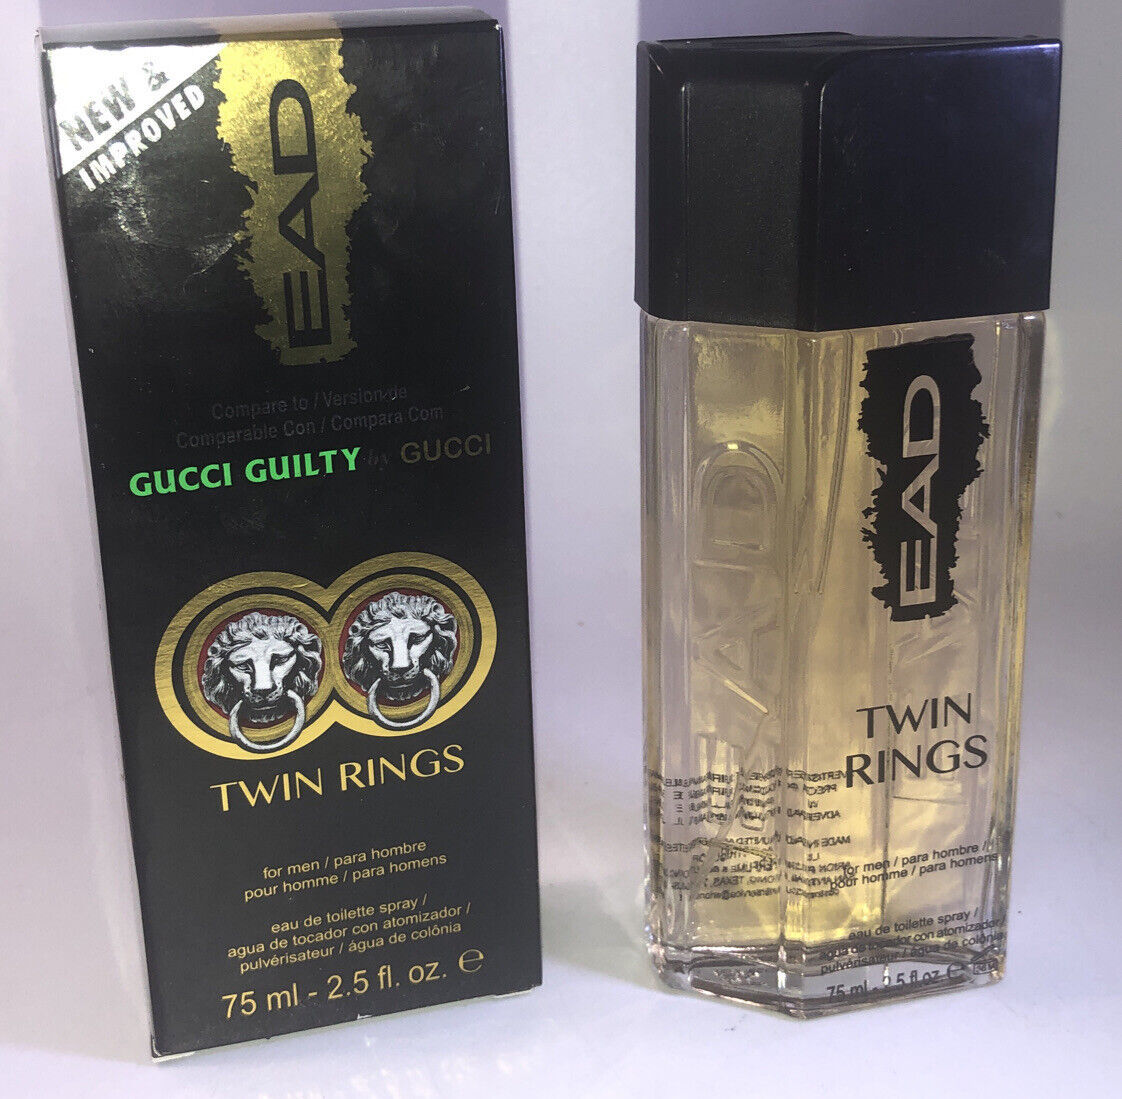 NEW &
IMPROVED
EAD
Compare to / Version de
Comparable Con / Compara Com
GUCCI GUILTY by GUCCI
TWIN RINGS
for men / para hombre
pour homme / para homens
eau de toilette spray /
agua de tocador con atomizador /
pulvérisateur / água de colônia
75 ml - 2.5 fl. oz. e
EAD
EAD
TWIN
RINGS
for men / para hombre /
pour homme / para homens
eau de toilette spray /
agua de tocador con atomizador
pulvérisateur / água de colônia
75 ml - 2.5 fl.oz. e